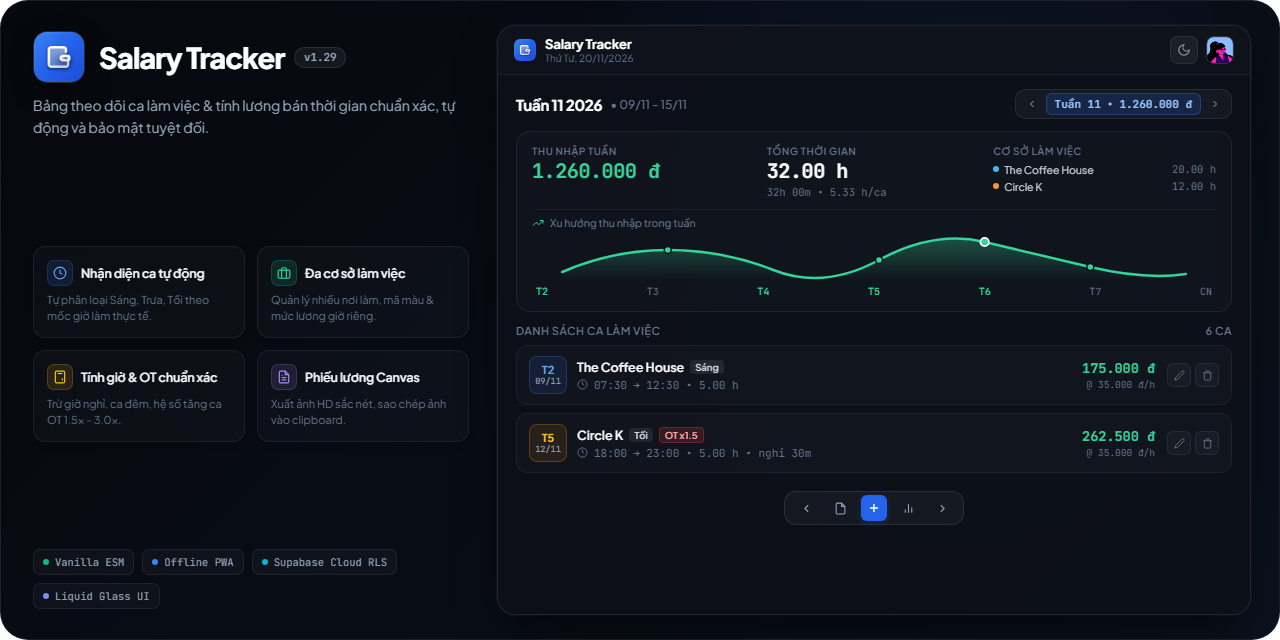 Salary Tracker v1.29
Bảng theo dõi ca làm việc & tính lương bán thời gian chuẩn xác, tự
động và bảo mật tuyệt đối.
Nhận diện ca tự động
Tự phân loại Sáng, Trưa, Tối theo
mốc giờ làm thực tế.
Đa cơ sở làm việc
Quản lý nhiều nơi làm, mã màu &
mức lương giờ riêng.
Tính giờ & OT chuẩn xác
Trừ giờ nghỉ, ca đêm, hệ số tăng ca
OT 1.5x - 3.0x.
Phiếu lương Canvas
Xuất ảnh HD sắc nét, sao chép ảnh
vào clipboard.
Vanilla ESM
Offline PWA
Supabase Cloud RLS
Liquid Glass UI
Salary Tracker
Thứ Tư, 20/11/2026
Tuần 11 2026 • 09/11 - 15/11
Tuần 11 • 1.260.000 đ
THU NHẬP TUẦN
1.260.000 đ
TỔNG THỜI GIAN
32.00 h
32h 00m • 5.33 h/ca
CƠ SỞ LÀM VIỆC
The Coffee House 20.00 h
Circle K 12.00 h
Xu hướng thu nhập trong tuần
T2 T3 T4 T5 T6 T7 CN
DANH SÁCH CA LÀM VIỆC 6 CA
T2
09/11
The Coffee House Sáng
07:30 → 12:30 • 5.00 h
175.000 đ
@ 35.000 đ/h
T5
12/11
Circle K Tối OT x1.5
18:00 → 23:00 • 5.00 h • nghỉ 30m
262.500 đ
@ 35.000 đ/h